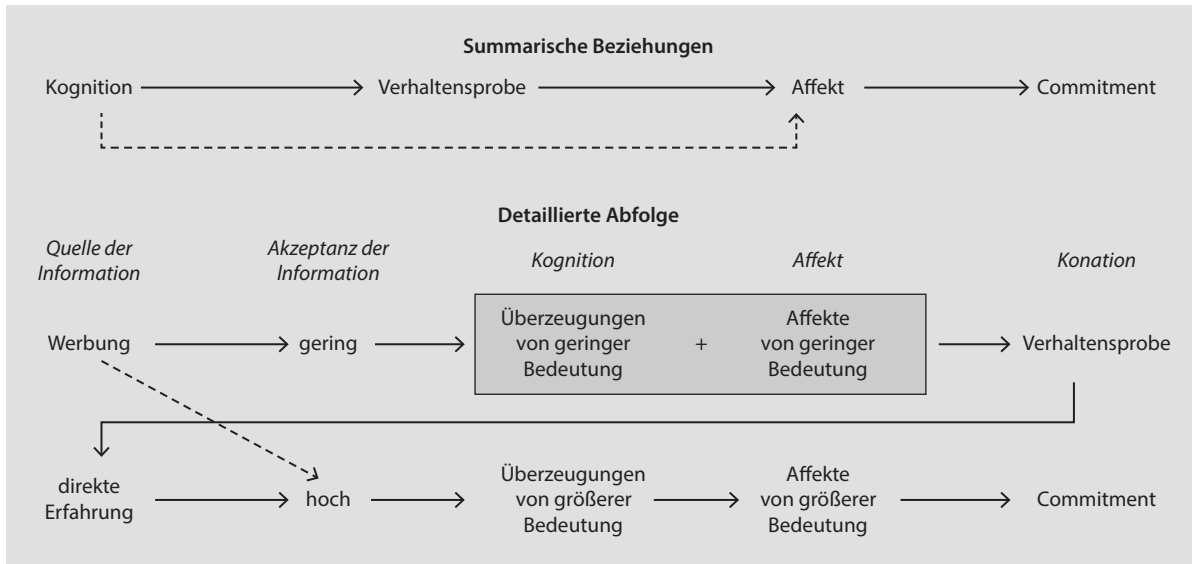 Summarische Beziehungen
Kognition Verhaltensprobe Affekt Commitment
Detaillierte Abfolge
Quelle der
Information
Akzeptanz der
Information
Kognition
Affekt
Konation
Werbung
gering
Überzeugungen
von geringer
Bedeutung
+
Affekte
von geringer
Bedeutung
Verhaltensprobe
direkte
Erfahrung
hoch
Überzeugungen
von größerer
Bedeutung
Affekte
von größerer
Bedeutung
Commitment